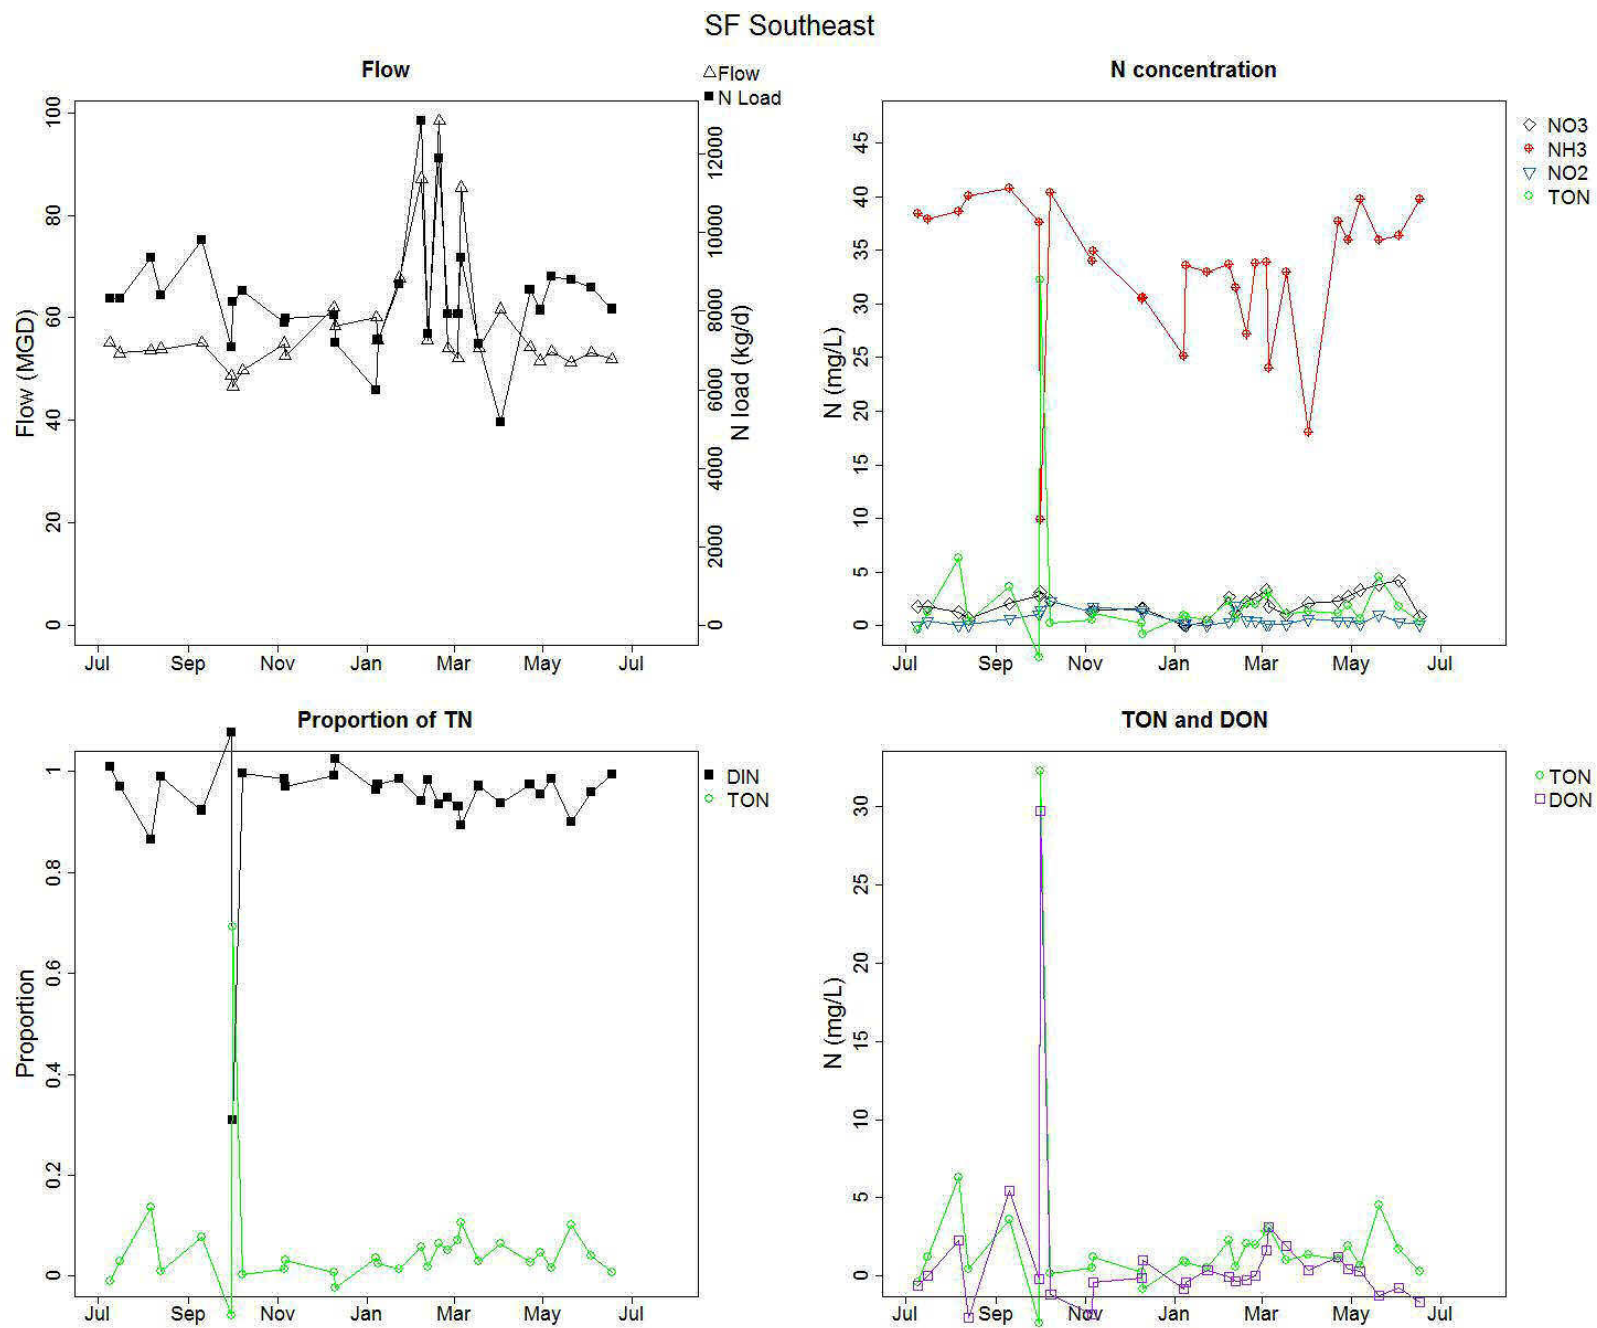 SF Southeast
Flow
Flow
N Load
100
80
60
40
20
0
Flow (MGD)
12000
10000
8000
6000
4000
2000
0
N load (kg/d)
Jul Sep Nov Jan Mar May Jul
N concentration
NO3
NH3
NO2
TON
45
40
35
30
25
20
15
10
5
0
N (mg/L)
Jul Sep Nov Jan Mar May Jul
Proportion of TN
DIN
TON
1
0.8
0.6
0.4
0.2
0
Proportion
Jul Sep Nov Jan Mar May Jul
TON and DON
TON
DON
30
25
20
15
10
5
0
N (mg/L)
Jul Sep Nov Jan Mar May Jul